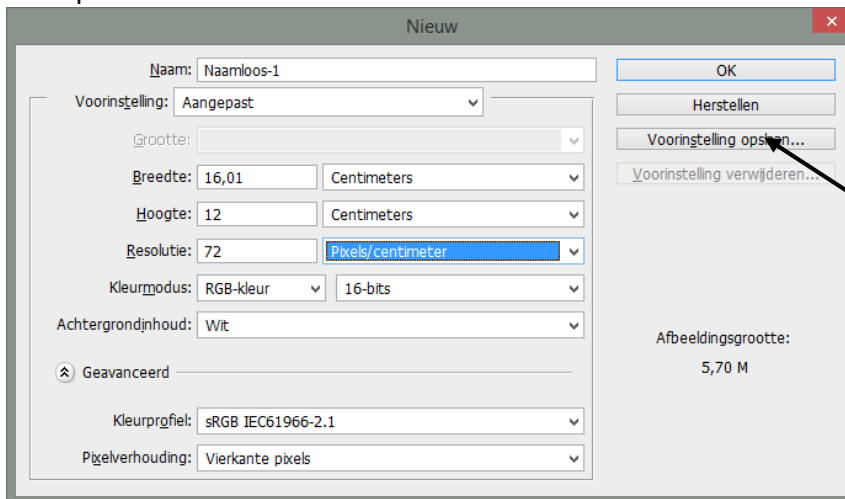 Nieuw
Naam: Naamloos-1
OK
Voorinstelling: Aangepast
Herstellen
Grootte:
Voorinstelling opslaan...
Breedte: 16,01 Centimeters
Voorinstelling verwijderen...
Hoogte: 12 Centimeters
Resolutie: 72 Pixels/centimeter
Kleurmodus: RGB-kleur 16-bits
Achtergrondinhoud: Wit
Afbeeldingsgrootte:
5,70 M
Geavanceerd
Kleurprofiel: sRGB IEC61966-2.1
Pixelverhouding: Vierkante pixels